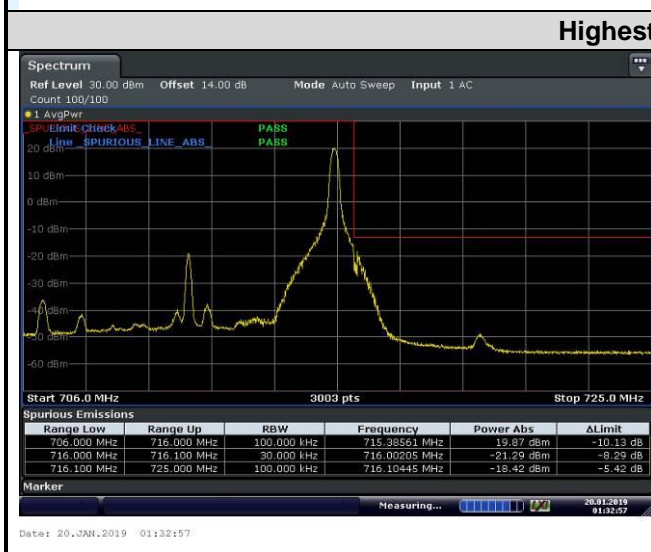 Highest
Spectrum
Ref Level 30.00 dBm Offset 14.00 dB Mode Auto Sweep Input 1 AC
Count 100/100
1 AvgPwr
Limit Check PASS
Line _SPURIOUS_LINE_ABS_ PASS
20 dBm
10 dBm
0 dBm
-10 dBm
-20 dBm
-30 dBm
-40 dBm
-50 dBm
-60 dBm
Start 706.0 MHz 3003 pts Stop 725.0 MHz
Spurious Emissions
Range Low Range Up RBW Frequency Power Abs ΔLimit
706.000 MHz 716.000 MHz 100.000 kHz 715.38561 MHz 19.87 dBm -10.13 dB
716.000 MHz 716.100 MHz 30.000 kHz 716.00205 MHz -21.29 dBm -8.29 dB
716.100 MHz 725.000 MHz 100.000 kHz 716.10445 MHz -18.42 dBm -5.42 dB
Marker
Measuring... 20.01.2019
01:32:57
Date: 20.JAN.2019 01:32:57